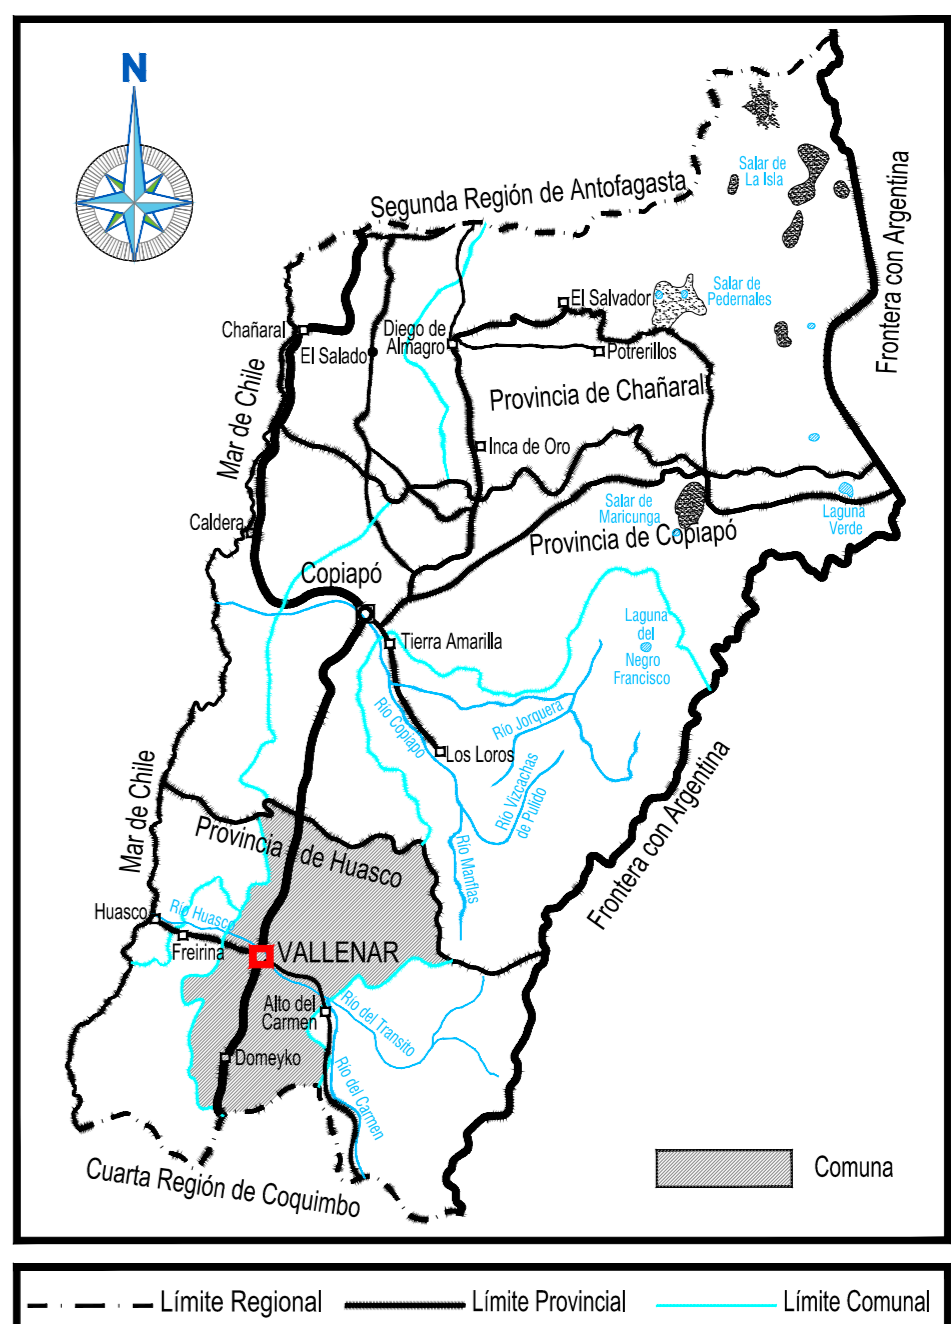 N
Segunda Región de Antofagasta
Salar de
La Isla
Frontera con Argentina
El Salvador
Salar de
Pedernales
Chañaral
Diego de
Almagro
El Salado
Potrerillos
Provincia de Chañaral
Mar de Chile
Inca de Oro
Salar de
Maricunga
Laguna
Verde
Caldera
Provincia de Copiapó
Copiapó
Laguna
del
Negro
Francisco
Tierra Amarilla
Río Copiapó
Río Jorquera
Los Loros
Río Vizcachas
de Pulido
Mar de Chile
Frontera con Argentina
Provincia de Huasco
Río Manflas
Huasco
Río Huasco
Freirina
VALLENAR
Alto del
Carmen
Río del Transito
Domeyko
Río del Carmen
Cuarta Región de Coquimbo
Comuna
Límite Regional
Límite Provincial
Límite Comunal